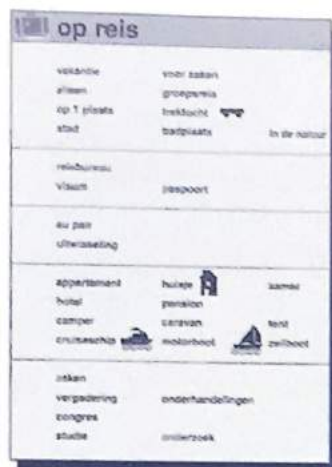 op reis
vakantie voor zaken
alleen groepsreis
op 1 plaats trektocht
stad badplaats in de natuur
reisbureau
visum paspoort
au pair
uitwisseling
appartement huisje kamer
hotel pension
camper caravan tent
cruiseschip motorboot zeilboot
zaken
vergadering onderhandelingen
congres
studie onderzoek